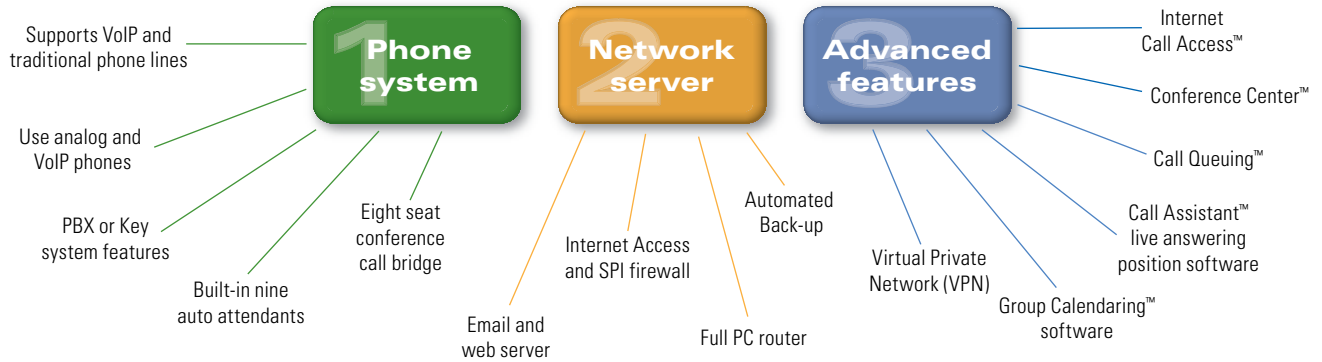 1
Phone
system
Supports VoIP and
traditional phone lines
Use analog and
VoIP phones
PBX or Key
system features
Built-in nine
auto attendants
Eight seat
conference
call bridge
2
Network
server
Email and
web server
Internet Access
and SPI firewall
Full PC router
Automated
Back-up
3
Advanced
features
Internet
Call Access™
Conference Center™
Call Queuing™
Call Assistant™
live answering
position software
Group Calendaring™
software
Virtual Private
Network (VPN)